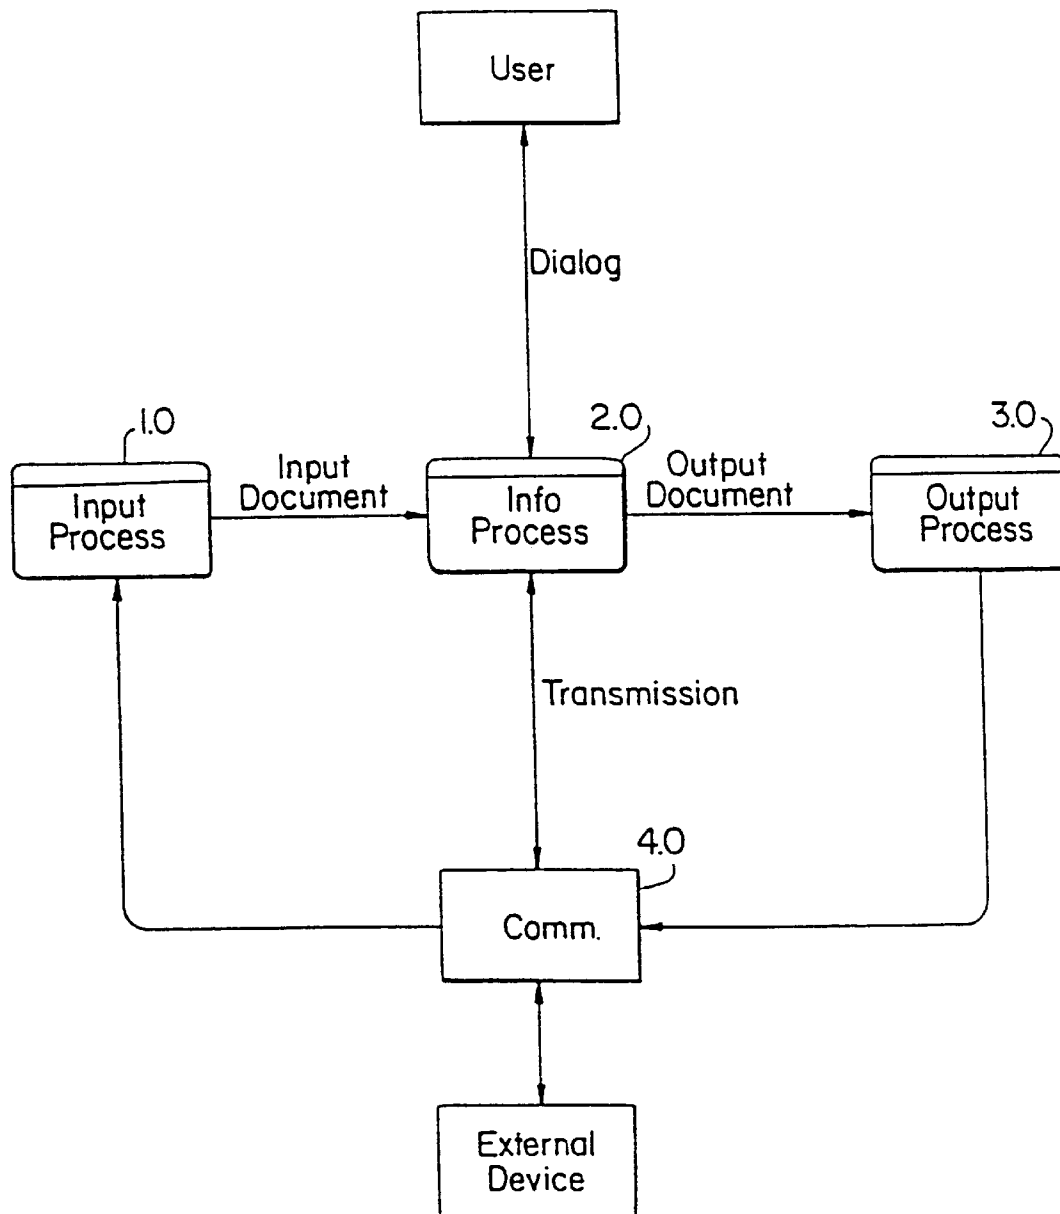 User
Dialog
1.0
2.0
3.0
Input
Process
Input
Document
Info
Process
Output
Document
Output
Process
Transmission
4.0
Comm.
External
Device